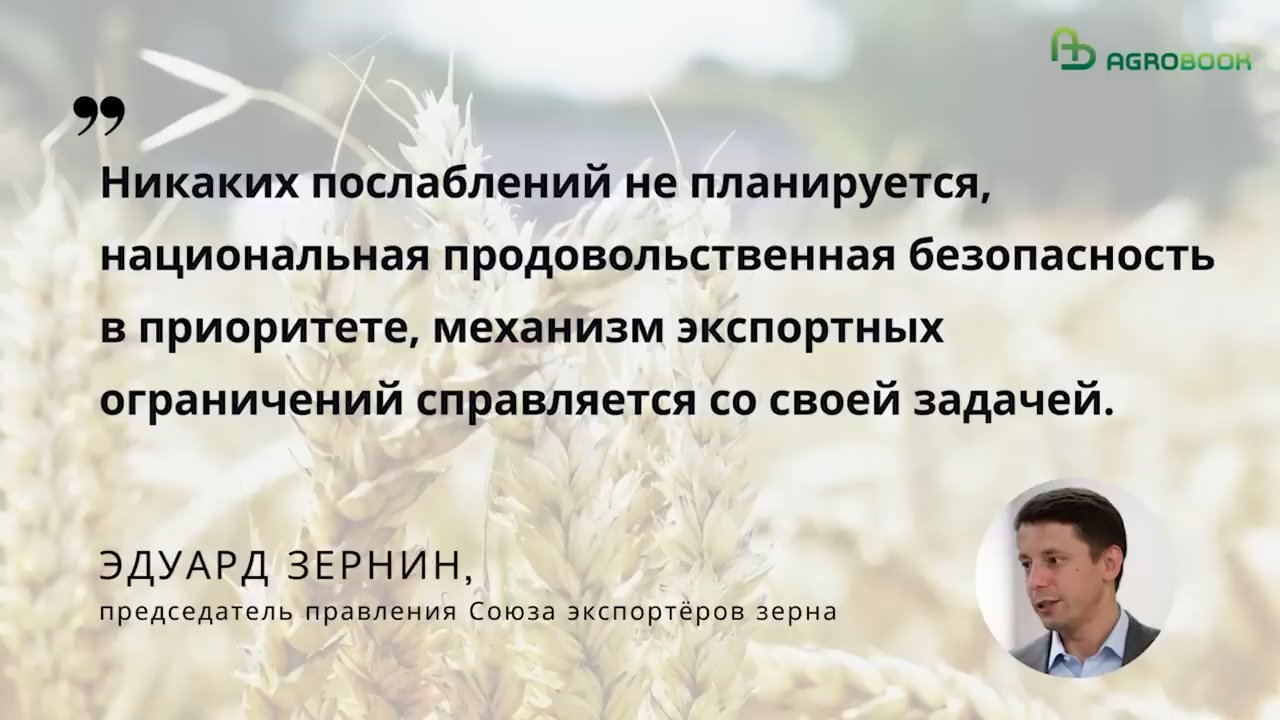 AGROBOOK
”
Никаких послаблений не планируется,
национальная продовольственная безопасность
в приоритете, механизм экспортных
ограничений справляется со своей задачей.
ЭДУАРД ЗЕРНИН,
председатель правления Союза экспортёров зерна